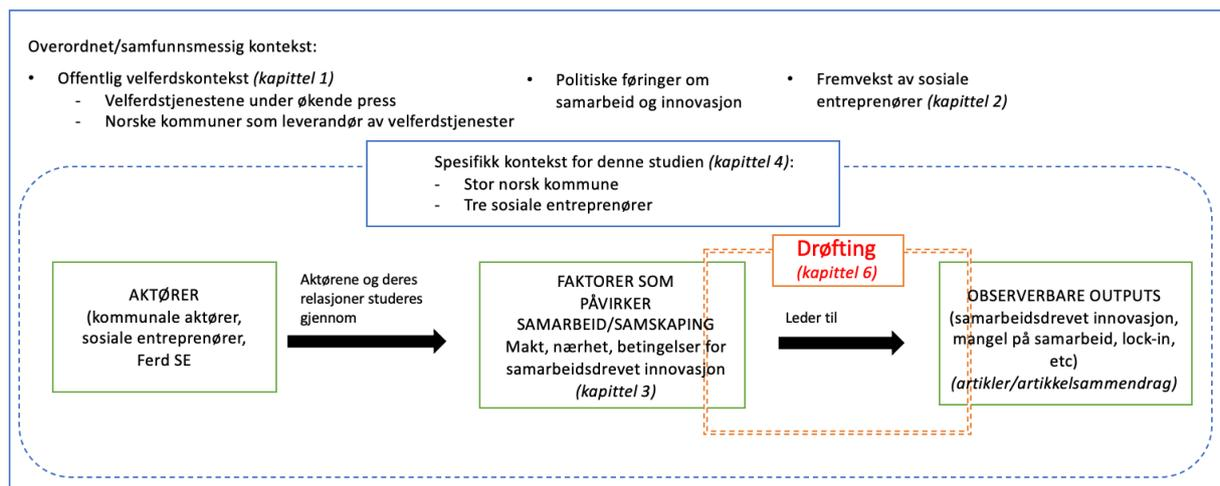 Overordnet/samfunnsmessig kontekst:
• Offentlig velferdskontekst (kapittel 1)
- Velferdstjenestene under økende press
- Norske kommuner som leverandør av velferdstjenester
• Politiske føringer om
samarbeid og innovasjon
• Fremvekst av sosiale
entreprenører (kapittel 2)
Spesifikk kontekst for denne studien (kapittel 4):
- Stor norsk kommune
- Tre sosiale entreprenører
AKTØRER
(kommunale aktører,
sosiale entreprenører,
Ferd SE
Aktørene og deres
relasjoner studeres
gjennom
FAKTORER SOM
PÅVIRKER
SAMARBEID/SAMSKAPING
Makt, nærhet, betingelser for
samarbeidsdrevet innovasjon
(kapittel 3)
Drøfting
(kapittel 6)
Leder til
OBSERVERBARE OUTPUTS
(samarbeidsdrevet innovasjon,
mangel på samarbeid, lock-in,
etc)
(artikler/artikkelsammendrag)